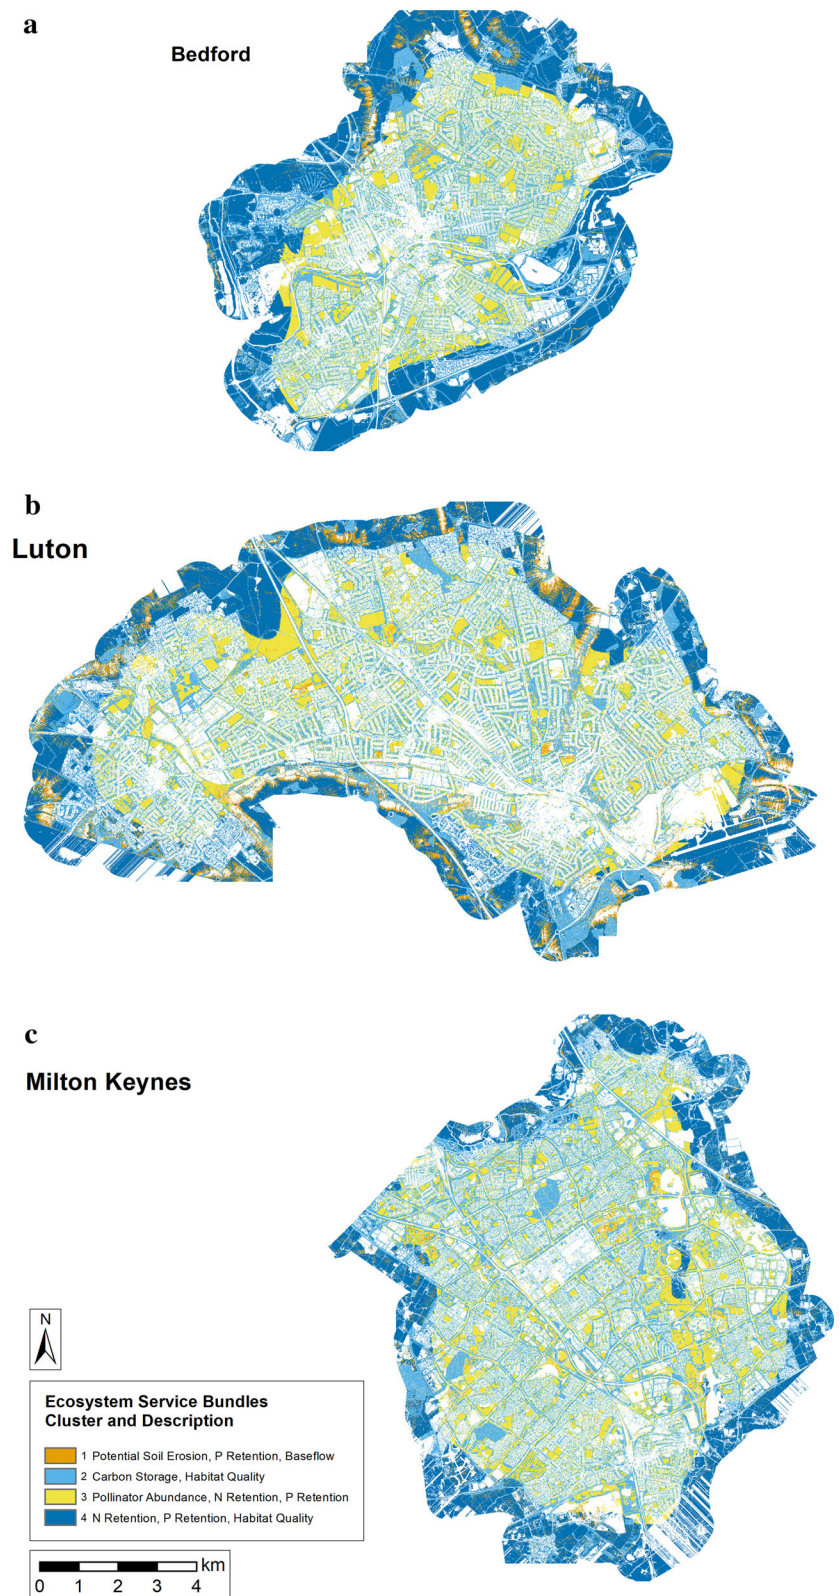 a
Bedford
b
Luton
c
Milton Keynes
N
Ecosystem Service Bundles
Cluster and Description
1 Potential Soil Erosion, P Retention, Baseflow
2 Carbon Storage, Habitat Quality
3 Pollinator Abundance, N Retention, P Retention
4 N Retention, P Retention, Habitat Quality
km
0 1 2 3 4